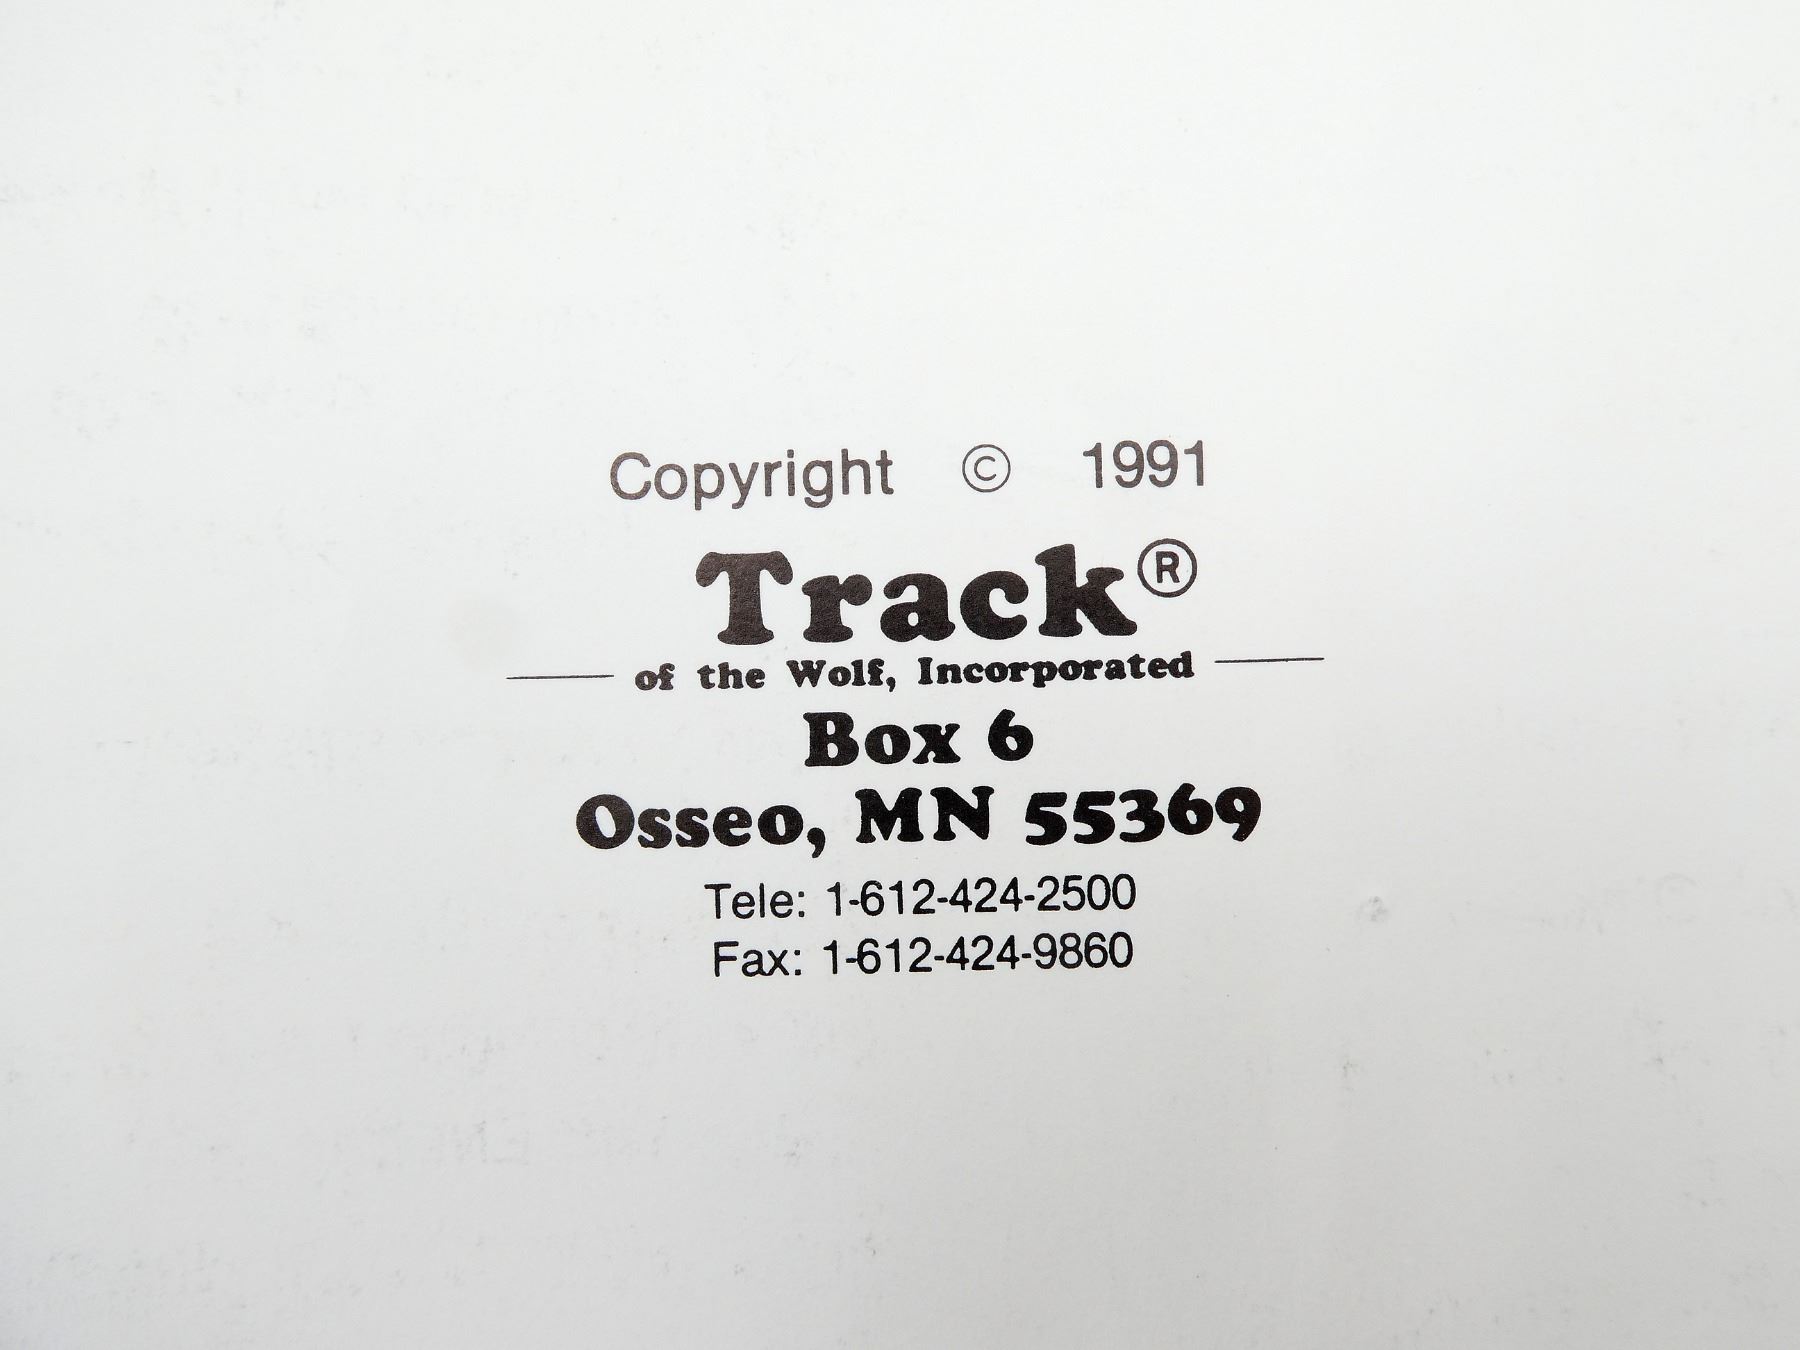 Copyright © 1991
Track®
of the Wolf, Incorporated
Box 6
Osseo, MN 55369
Tele: 1-612-424-2500
Fax: 1-612-424-9860